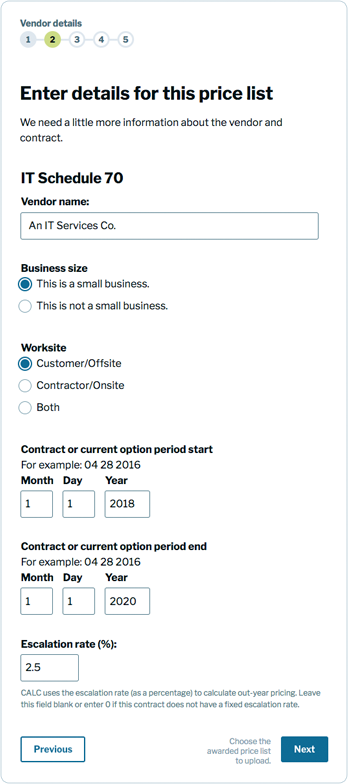 Vendor details
1 2 3 4 5
Enter details for this price list
We need a little more information about the vendor and
contract.
IT Schedule 70
Vendor name:
An IT Services Co.
Business size
This is a small business.
This is not a small business.
Worksite
Customer/Offsite
Contractor/Onsite
Both
Contract or current option period start
For example: 04 28 2016
Month Day Year
1 1 2018
Contract or current option period end
For example: 04 28 2016
Month Day Year
1 1 2020
Escalation rate (%):
2.5
CALC uses the escalation rate (as a percentage) to calculate out-year pricing. Leave
this field blank or enter 0 if this contract does not have a fixed escalation rate.
Previous
Choose the
awarded price list
to upload.
Next